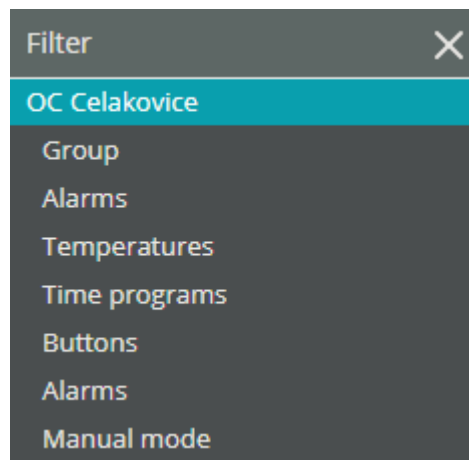 Filter
OC Celakovice
Group
Alarms
Temperatures
Time programs
Buttons
Alarms
Manual mode